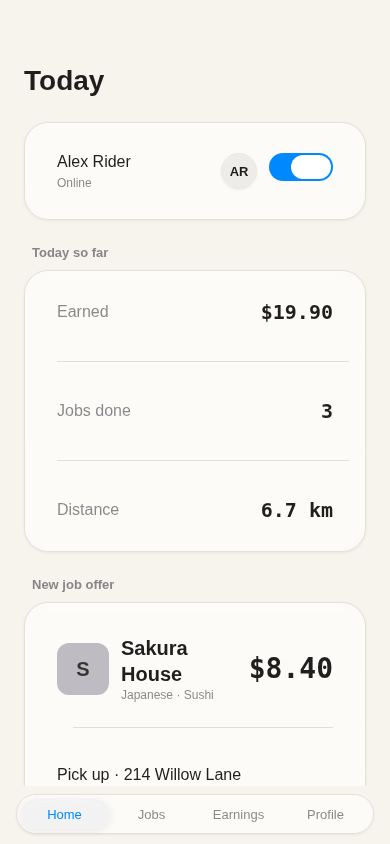 Today
Alex Rider
Online
AR
Today so far
Earned
$19.90
Jobs done
3
Distance
6.7 km
New job offer
S
Sakura
House
Japanese · Sushi
$8.40
Pick up · 214 Willow Lane
Home
Jobs
Earnings
Profile